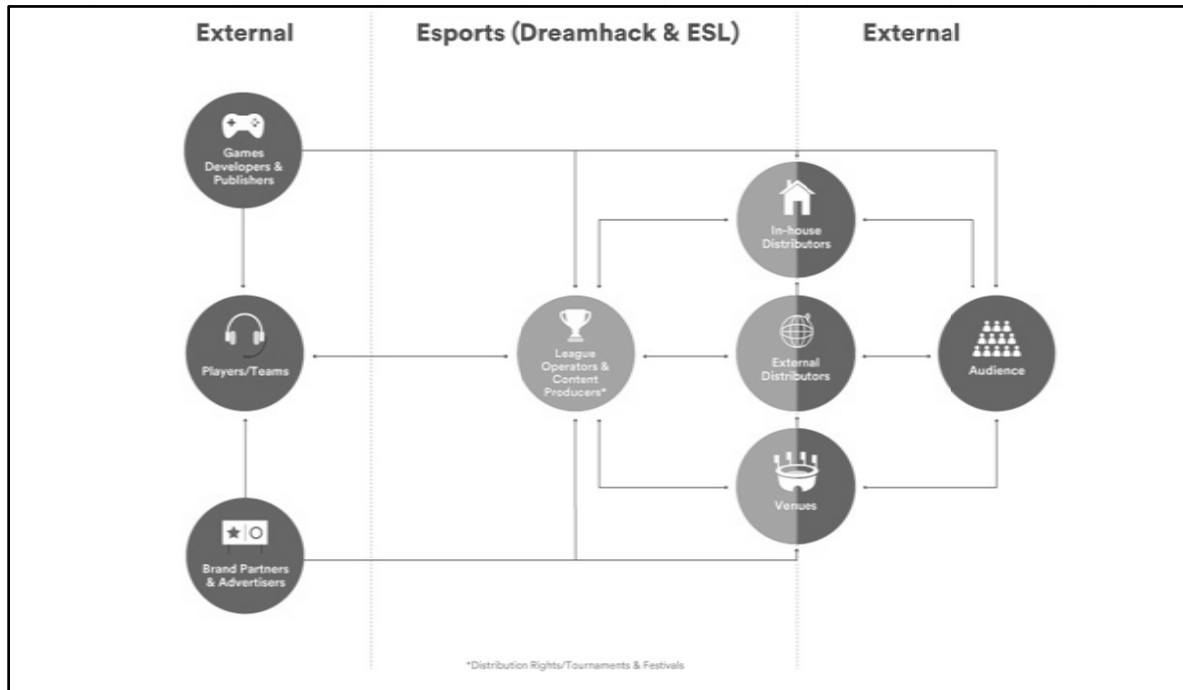 External
Esports (Dreamhack & ESL)
External
Games
Developers &
Publishers
In-house
Distributors
Players/Teams
League
Operators &
Content
Producers*
External
Distributors
Audience
Venues
Brand Partners
& Advertisers
*Distribution Rights/Tournaments & Festivals